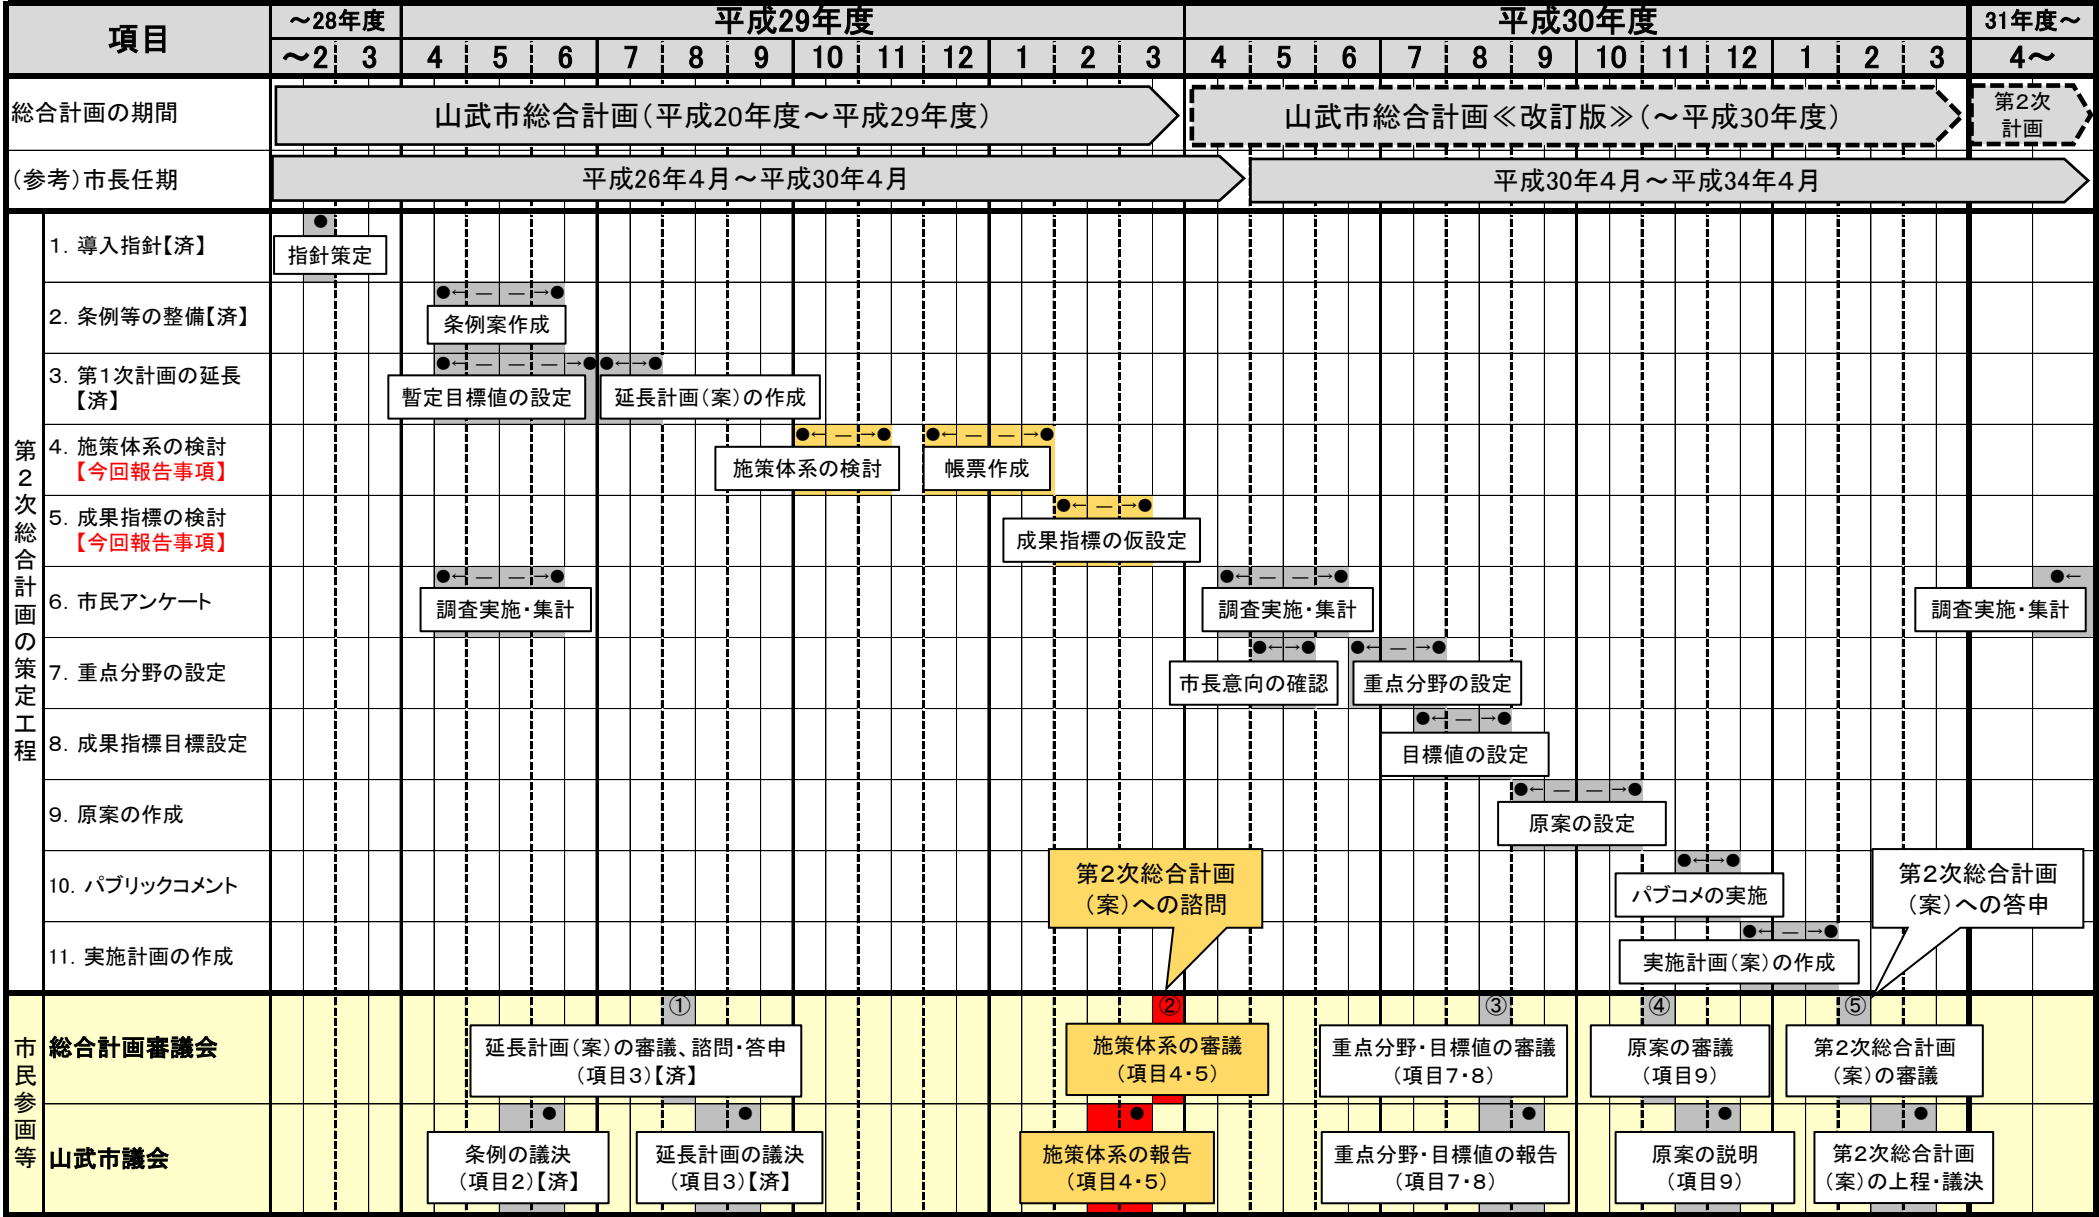 項目
～28年度
平成29年度
平成30年度
31年度～
～2 3 4 5 6 7 8 9 10 11 12 1 2 3 4 5 6 7 8 9 10 11 12 1 2 3 4～
総合計画の期間
山武市総合計画（平成20年度～平成29年度）
山武市総合計画≪改訂版≫（～平成30年度）
第2次
計画
（参考）市長任期
平成26年4月～平成30年4月
平成30年4月～平成34年4月
第2次総合計画の策定工程
1．導入指針【済】
指針策定
2．条例等の整備【済】
条例案作成
3．第1次計画の延長
【済】
暫定目標値の設定
延長計画（案）の作成
4．施策体系の検討
【今回報告事項】
施策体系の検討
帳票作成
5．成果指標の検討
【今回報告事項】
成果指標の仮設定
6．市民アンケート
調査実施・集計
調査実施・集計
調査実施・集計
7．重点分野の設定
市長意向の確認
重点分野の設定
8．成果指標目標設定
目標値の設定
9．原案の作成
原案の設定
10．パブリックコメント
パブコメの実施
第2次総合計画
（案）への諮問
第2次総合計画
（案）への答申
11．実施計画の作成
実施計画（案）の作成
市民参画等
総合計画審議会
①
延長計画（案）の審議、諮問・答申
（項目3）【済】
②
施策体系の審議
（項目4・5）
③
重点分野・目標値の審議
（項目7・8）
④
原案の審議
（項目9）
⑤
第2次総合計画
（案）の審議
山武市議会
条例の議決
（項目2）【済】
延長計画の議決
（項目3）【済】
施策体系の報告
（項目4・5）
重点分野・目標値の報告
（項目7・8）
原案の説明
（項目9）
第2次総合計画
（案）の上程・議決